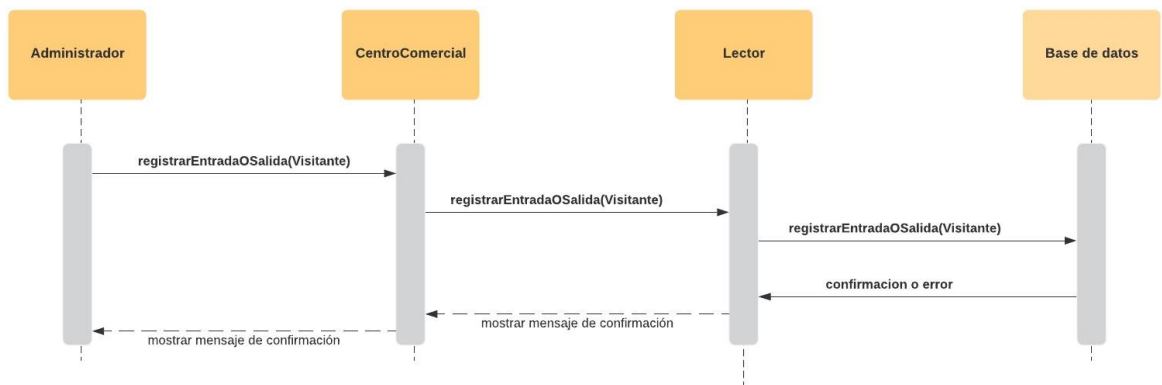 Administrador
CentroComercial
Lector
Base de datos
registrarEntradaOSalida(Visitante)
registrarEntradaOSalida(Visitante)
registrarEntradaOSalida(Visitante)
confirmacion o error
mostrar mensaje de confirmación
mostrar mensaje de confirmación